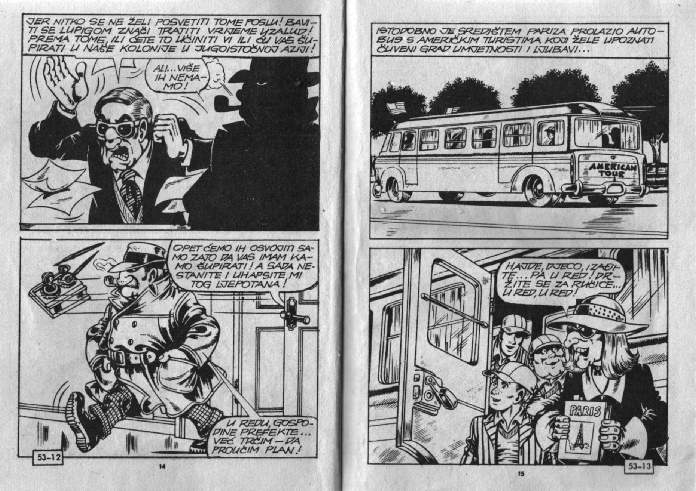 JER NITKO SE NE ŽELI POSVETITI TOME POSLU! BAVI-
TI SE LUPIGOM ZNAČI TRATITI VRIJEME UZALUD!
PREMA TOME, ILI ĆETE TO UČINITI VI ILI ĆU VAS ŠU-
PIRATI U NAŠE KOLONIJE U JUGOISTOČNOJ AZIJI!
ALI...VIŠE
IH NEMA-
MO!
OPET ĆEMO IH OSVOJITI SA-
MO ZATO DA VAS IMAM KA-
MO ŠUPIRATI! A SADA NE-
STANITE I UHAPSITE MI
TOG LJEPOTANA!
U REDU, GOSPO-
DINE PREFEKTE...
VEĆ TRČIM - DA
PROUČIM PLAN!
53-12
14
ISTODOBNO JE SREDIŠTEM PARIZA PROLAZIO AUTO-
BUS S AMERIČKIM TURISTIMA KOJI ŽELE UPOZNATI
ČUVENI GRAD UMJETNOSTI I LJUBAVI...
AMERICAN
TOUR
HAJDE, DJECO, IZAĐI-
TE... PA U RED! DR-
ŽITE SE ZA RUČICE...
U RED, U RED!
PARIS
A.
53-13
15